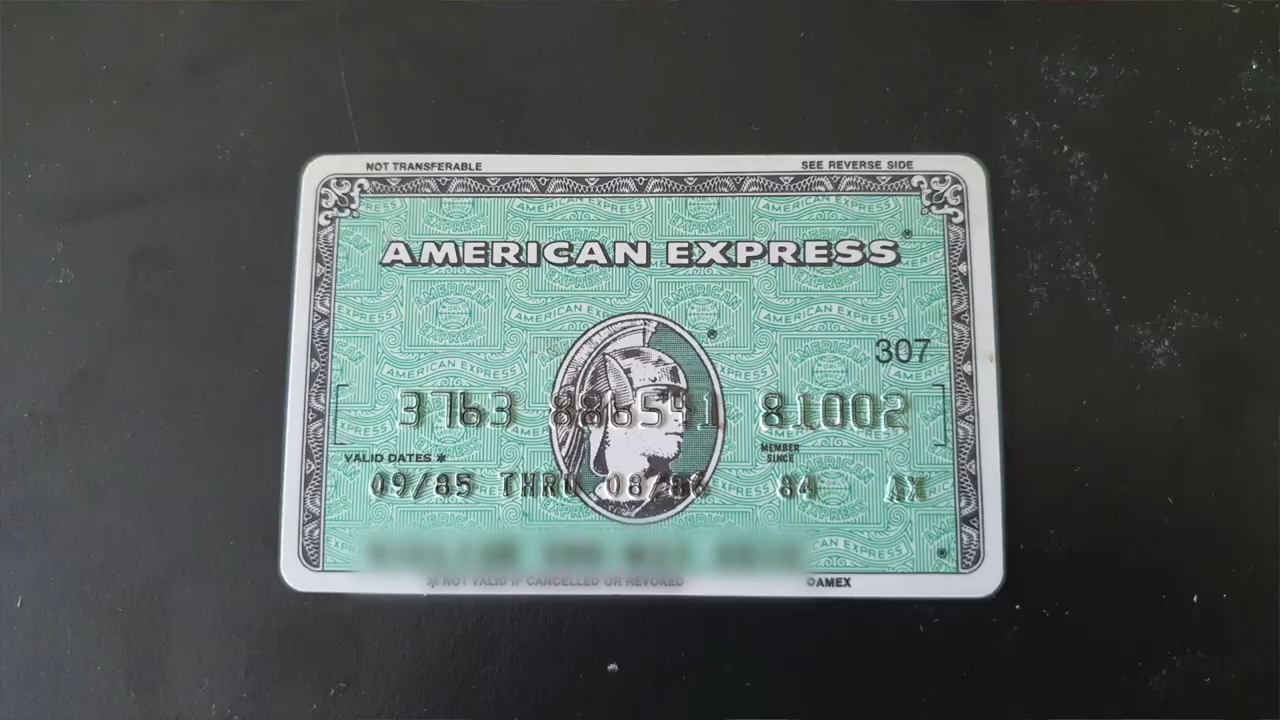 NOT TRANSFERABLE SEE REVERSE SIDE
AMERICAN EXPRESS®
307
3763 886541 81002
VALID DATES * MEMBER SINCE
09/85 THRU 08/86 84 AX
* NOT VALID IF CANCELLED OR REVOKED ©AMEX